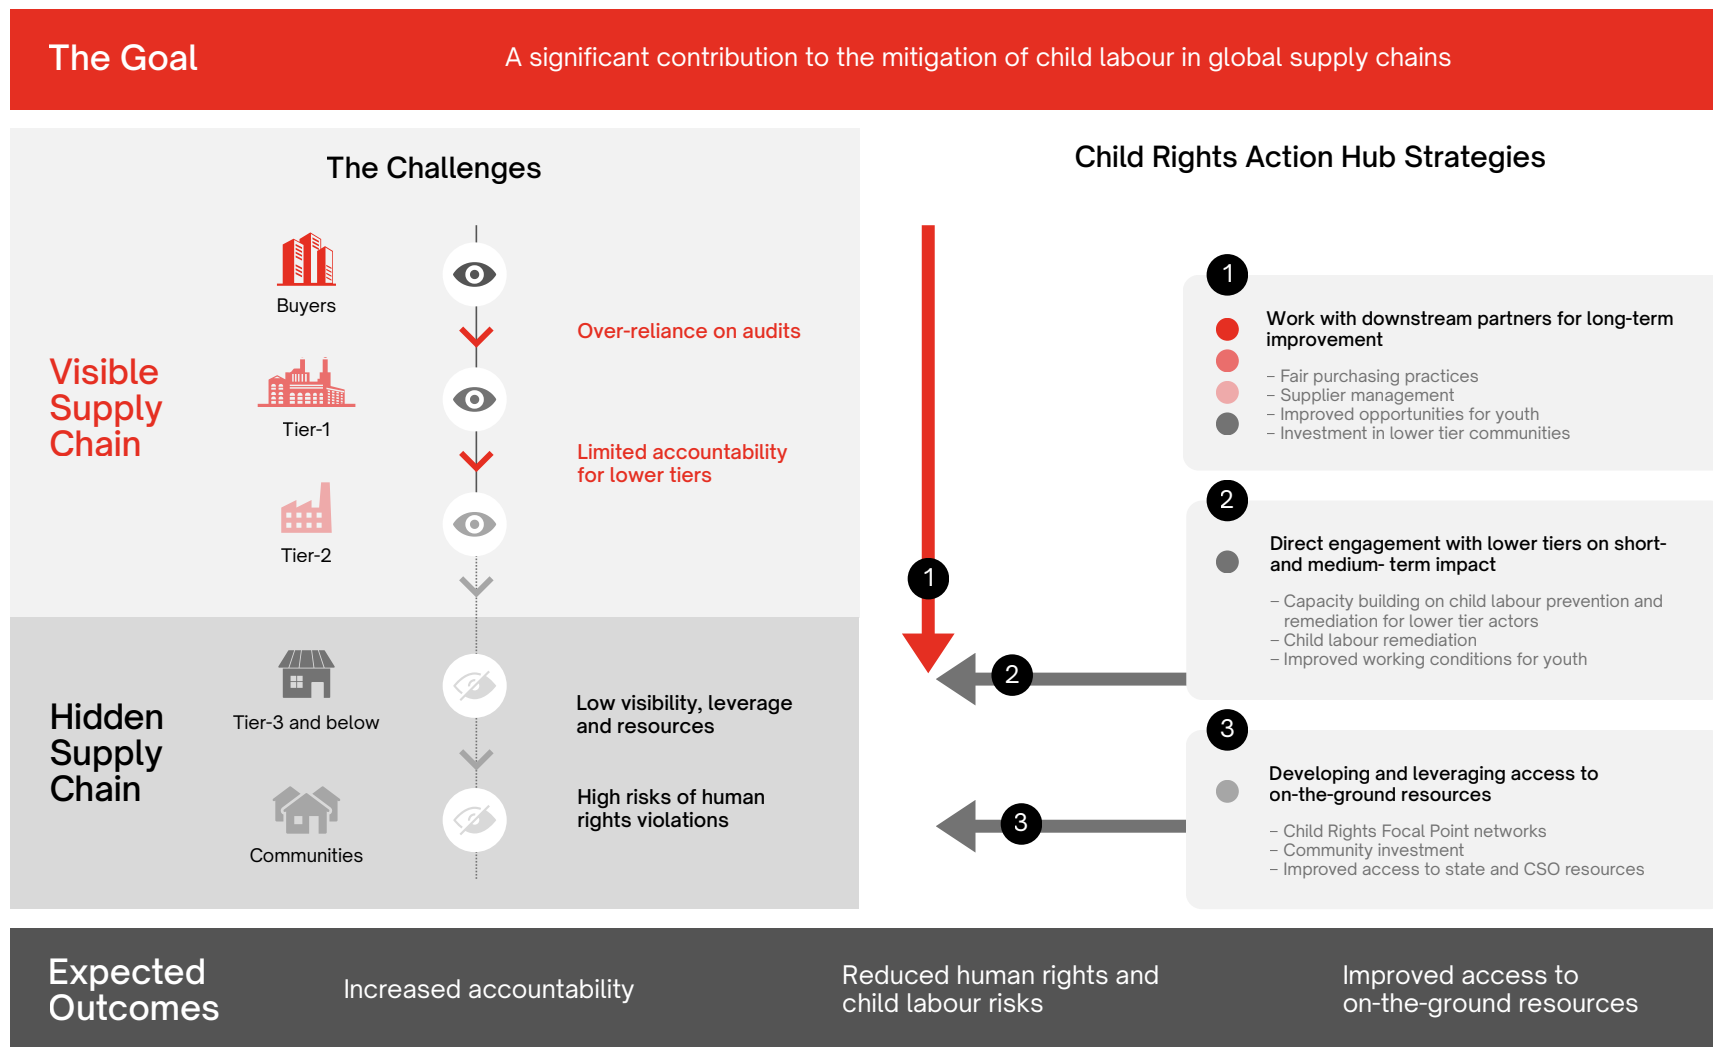 The Goal
A significant contribution to the mitigation of child labour in global supply chains
The Challenges
Visible
Supply
Chain
Buyers
Over-reliance on audits
Tier-1
Limited accountability
for lower tiers
Tier-2
Hidden
Supply
Chain
Tier-3 and below
Low visibility, leverage
and resources
Communities
High risks of human
rights violations
Child Rights Action Hub Strategies
1
2
3
1
Work with downstream partners for long-term
improvement
– Fair purchasing practices
– Supplier management
– Improved opportunities for youth
– Investment in lower tier communities
2
Direct engagement with lower tiers on short-
and medium- term impact
– Capacity building on child labour prevention and
remediation for lower tier actors
– Child labour remediation
– Improved working conditions for youth
3
Developing and leveraging access to
on-the-ground resources
– Child Rights Focal Point networks
– Community investment
– Improved access to state and CSO resources
Expected
Outcomes
Increased accountability
Reduced human rights and
child labour risks
Improved access to
on-the-ground resources